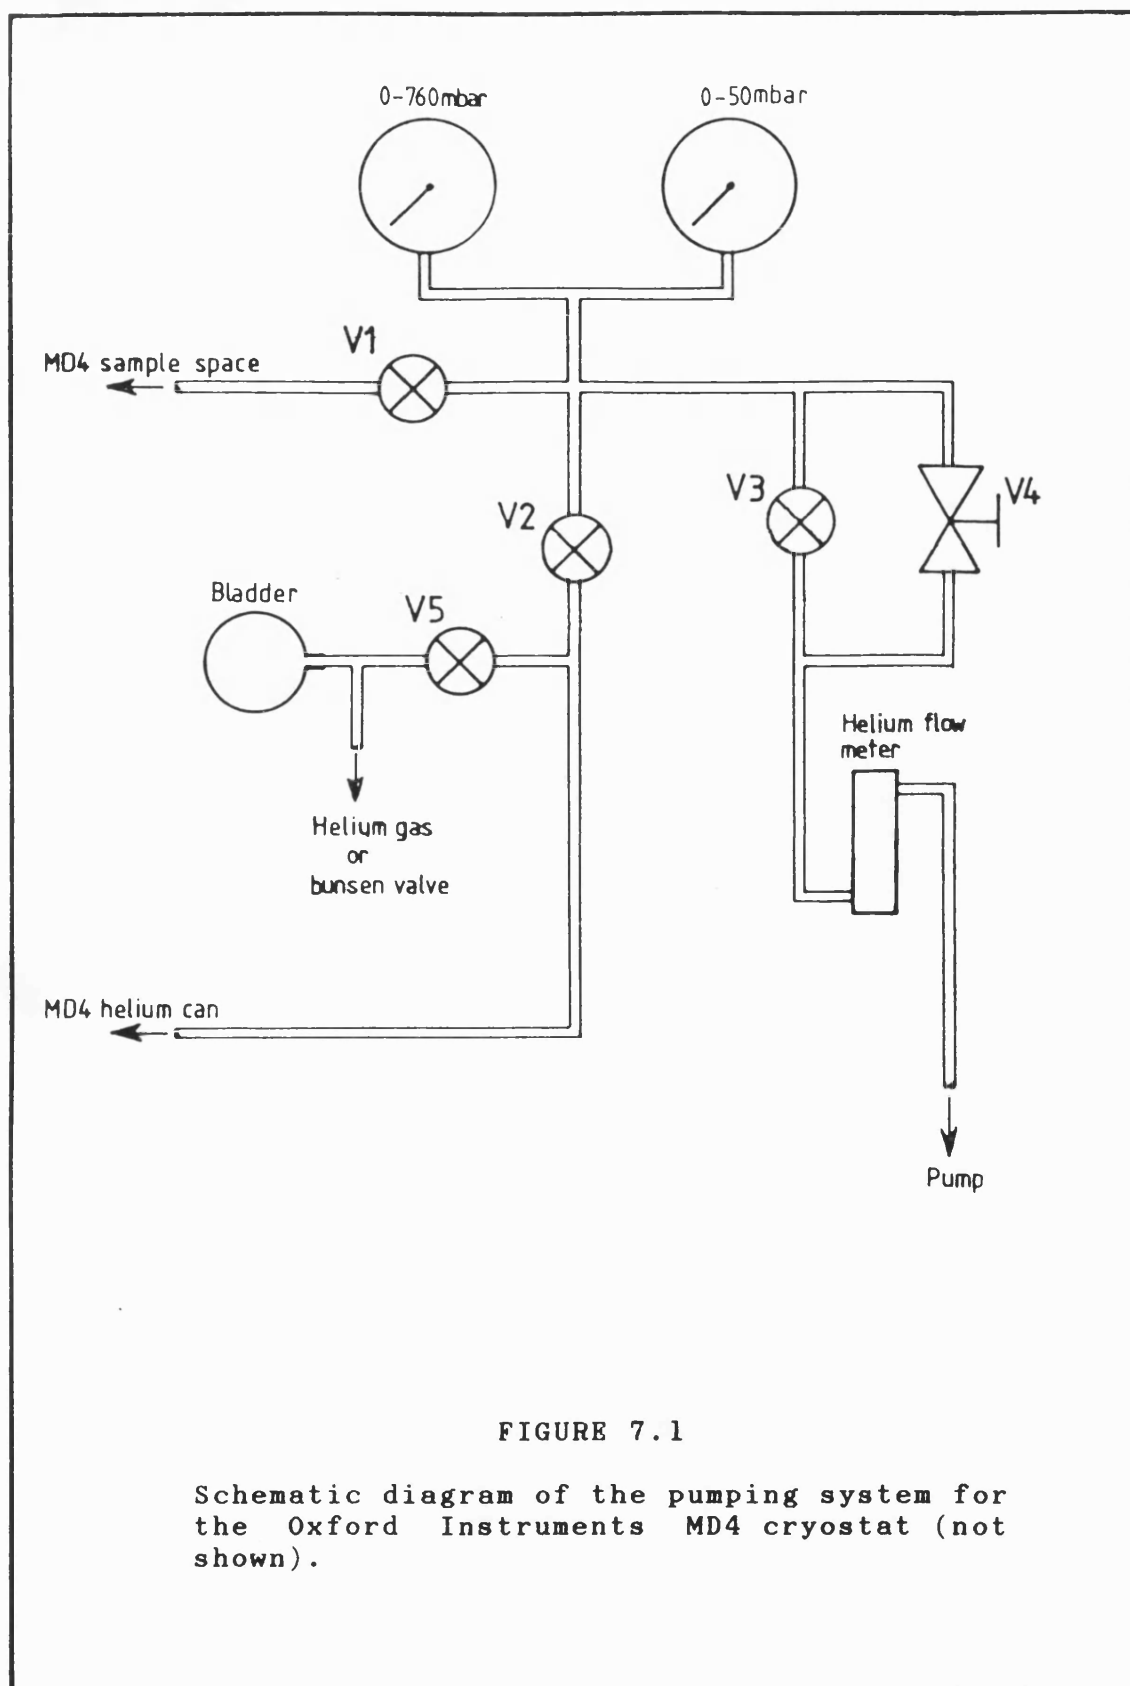 0-760mbar
0-50mbar
V1
MD4 sample space
V3
V4
V2
Bladder
V5
Helium flow
meter
Helium gas
or
bunsen valve
MD4 helium can
Pump
FIGURE 7.1
Schematic diagram of the pumping system for
the Oxford Instruments MD4 cryostat (not
shown).